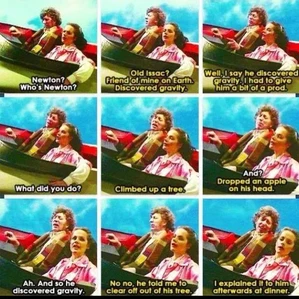 Newton?
Who's Newton?
Old Issac?
Friend of mine on Earth.
Discovered gravity.
Well, I say he discovered
gravity. I had to give
him a bit of a prod.
What did you do?
Climbed up a tree.
And?
Dropped an apple
on his head.
Ah. And so he
discovered gravity.
No no, he told me to
clear off out of his tree.
I explained it to him
afterwards at dinner.